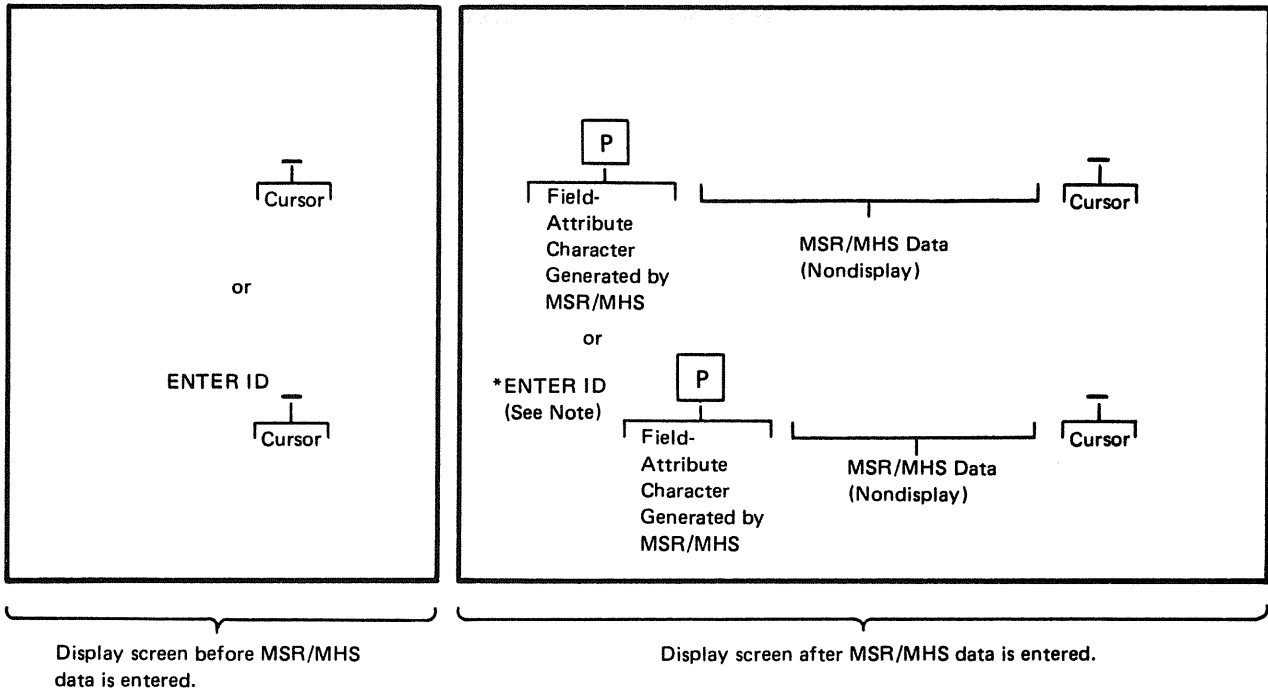 Cursor
or
ENTER ID
Cursor
Display screen before MSR/MHS
data is entered.
P
Field-
Attribute
Character
Generated by
MSR/MHS
MSR/MHS Data
(Nondisplay)
Cursor
or
*ENTER ID
(See Note)
P
Field-
Attribute
Character
Generated by
MSR/MHS
MSR/MHS Data
(Nondisplay)
Cursor
Display screen after MSR/MHS data is entered.